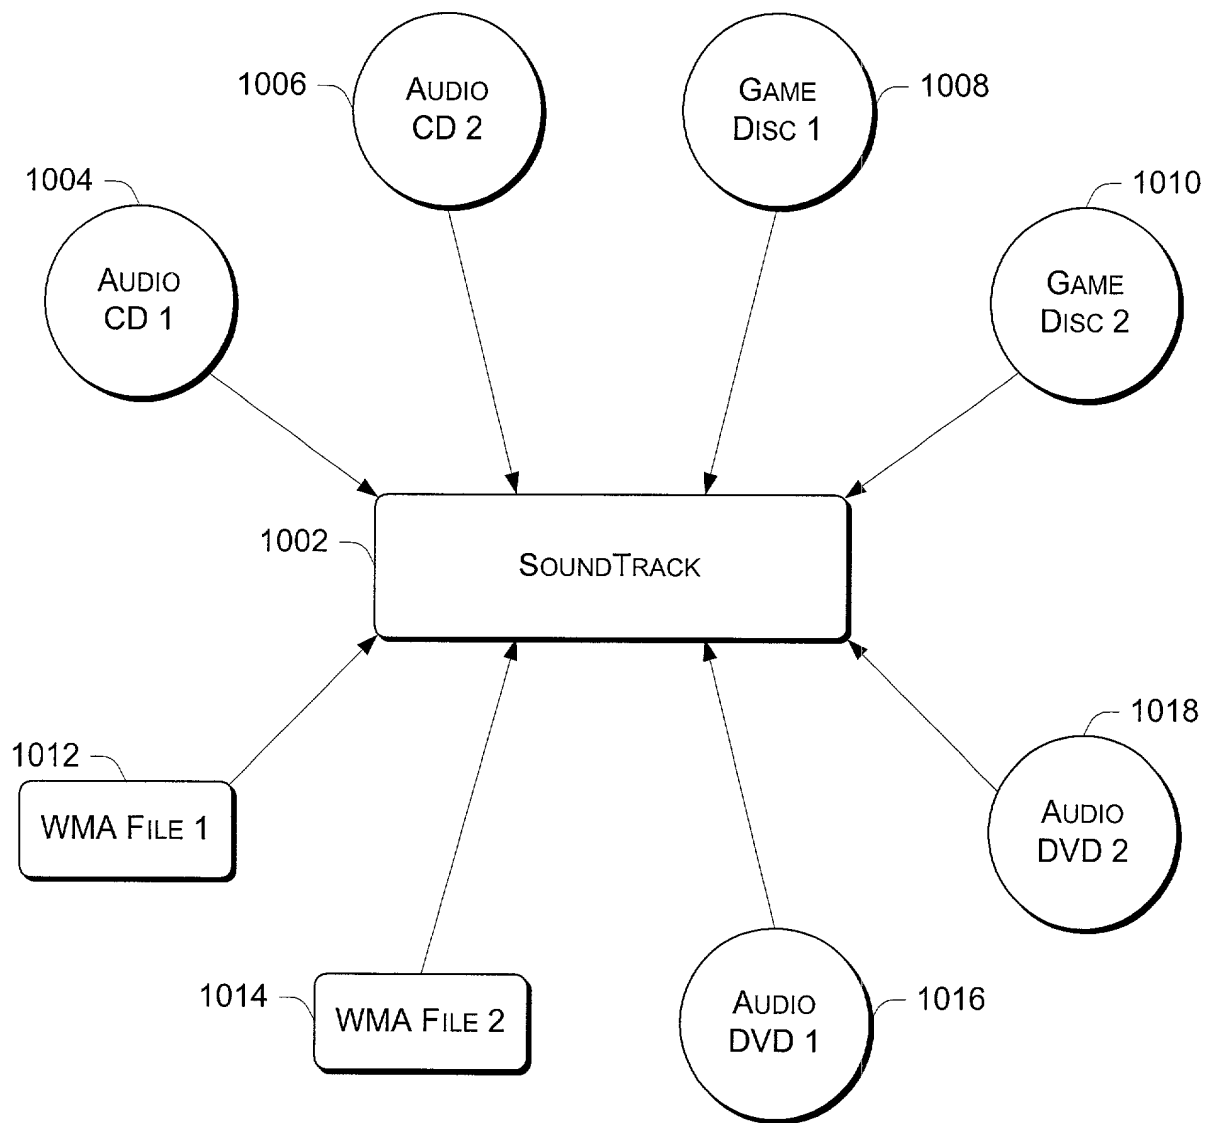 1006
AUDIO
CD 2
GAME
DISC 1
1008
1004
AUDIO
CD 1
1010
GAME
DISC 2
1002
SOUNDTRACK
1012
WMA FILE 1
1018
AUDIO
DVD 2
1014
WMA FILE 2
AUDIO
DVD 1
1016